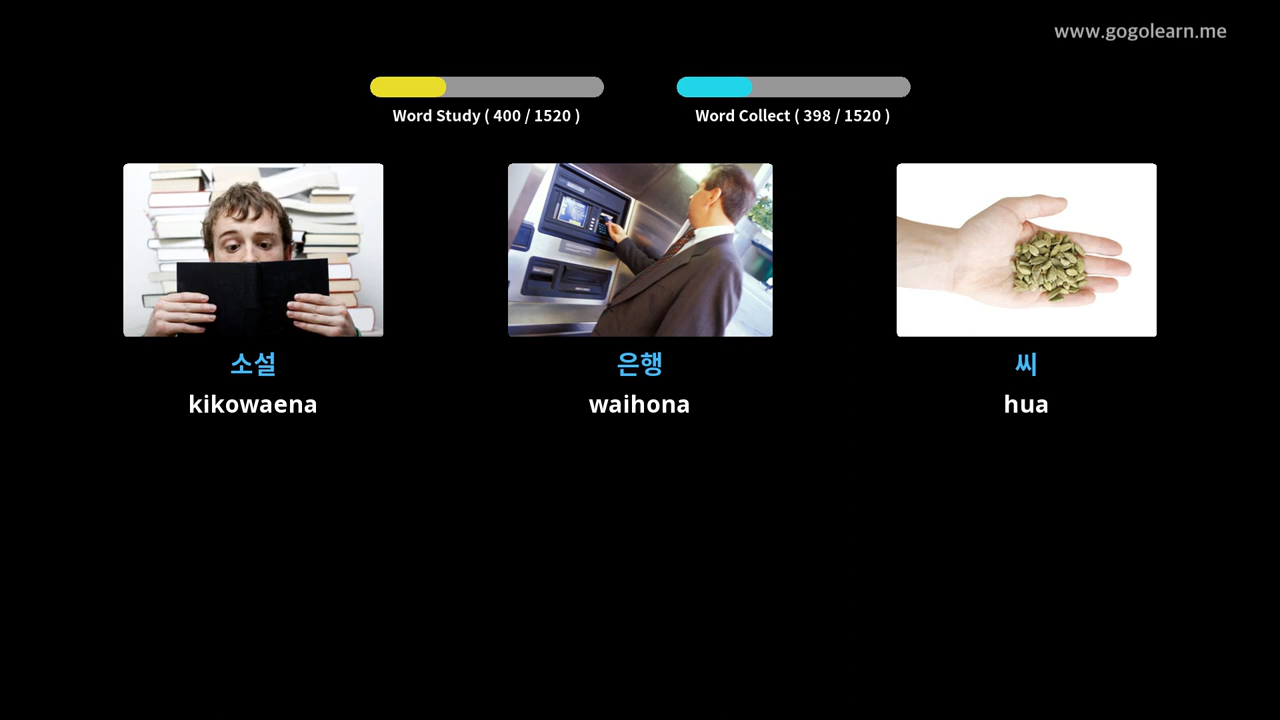 www.gogolearn.me
Word Study ( 400 / 1520 )
Word Collect ( 398 / 1520 )
소설
kikowaena
은행
waihona
씨
hua